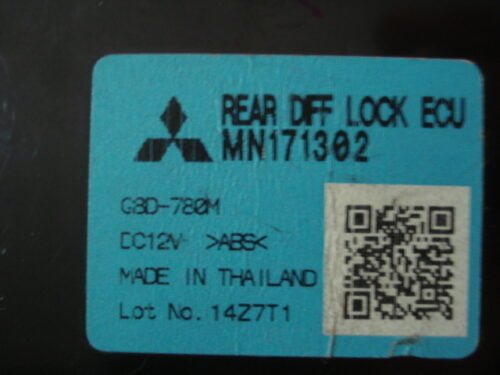 REAR DIFF LOCK ECU
MN171302
G8D-780M
DC12V >ABS<
MADE IN THAILAND
Lot No. 14Z7T1